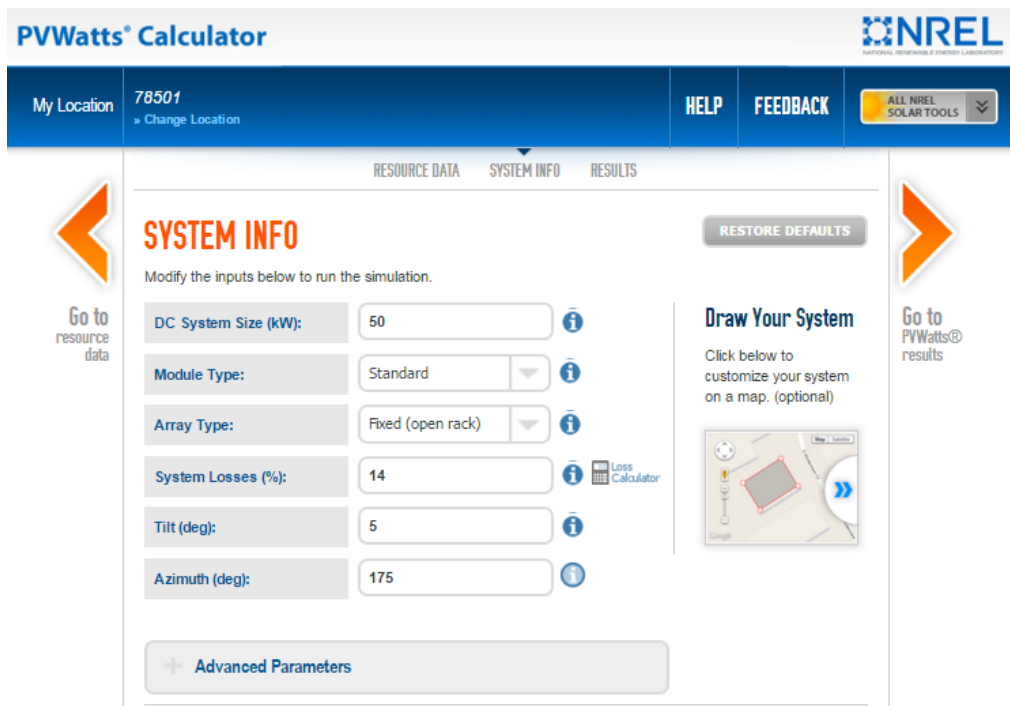 PVWatts® Calculator
NREL
NATIONAL RENEWABLE ENERGY LABORATORY
My Location
78501
» Change Location
HELP
FEEDBACK
ALL NREL
SOLAR TOOLS
RESOURCE DATA
SYSTEM INFO
RESULTS
Go to
resource
data
SYSTEM INFO
RESTORE DEFAULTS
Modify the inputs below to run the simulation.
DC System Size (kW):
50
Module Type:
Standard
Array Type:
Fixed (open rack)
System Losses (%):
14
Loss
Calculator
Tilt (deg):
5
Azimuth (deg):
175
Advanced Parameters
Draw Your System
Click below to
customize your system
on a map. (optional)
Map
Google
Go to
PVWatts®
results